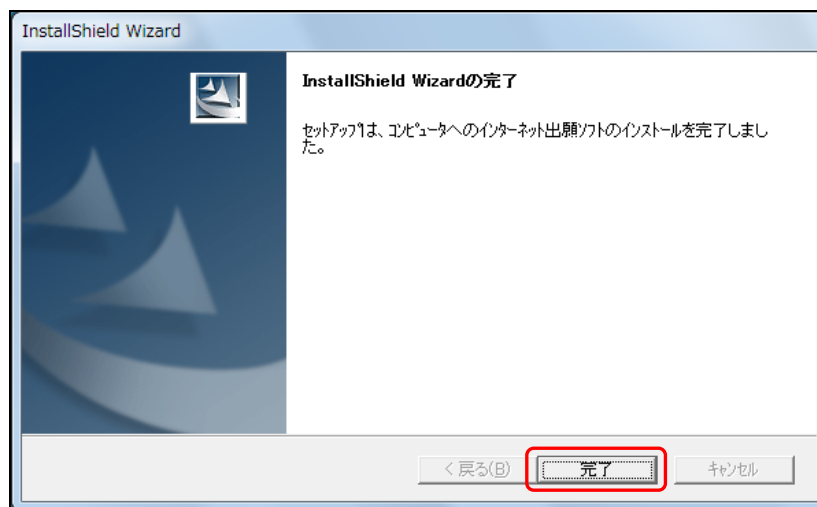 InstallShield Wizard
InstallShield Wizardの完了
セットアップは、コンピュータへのインターネット出願ソフトのインストールを完了しまし
た。
< 戻る(B)
完了
キャンセル